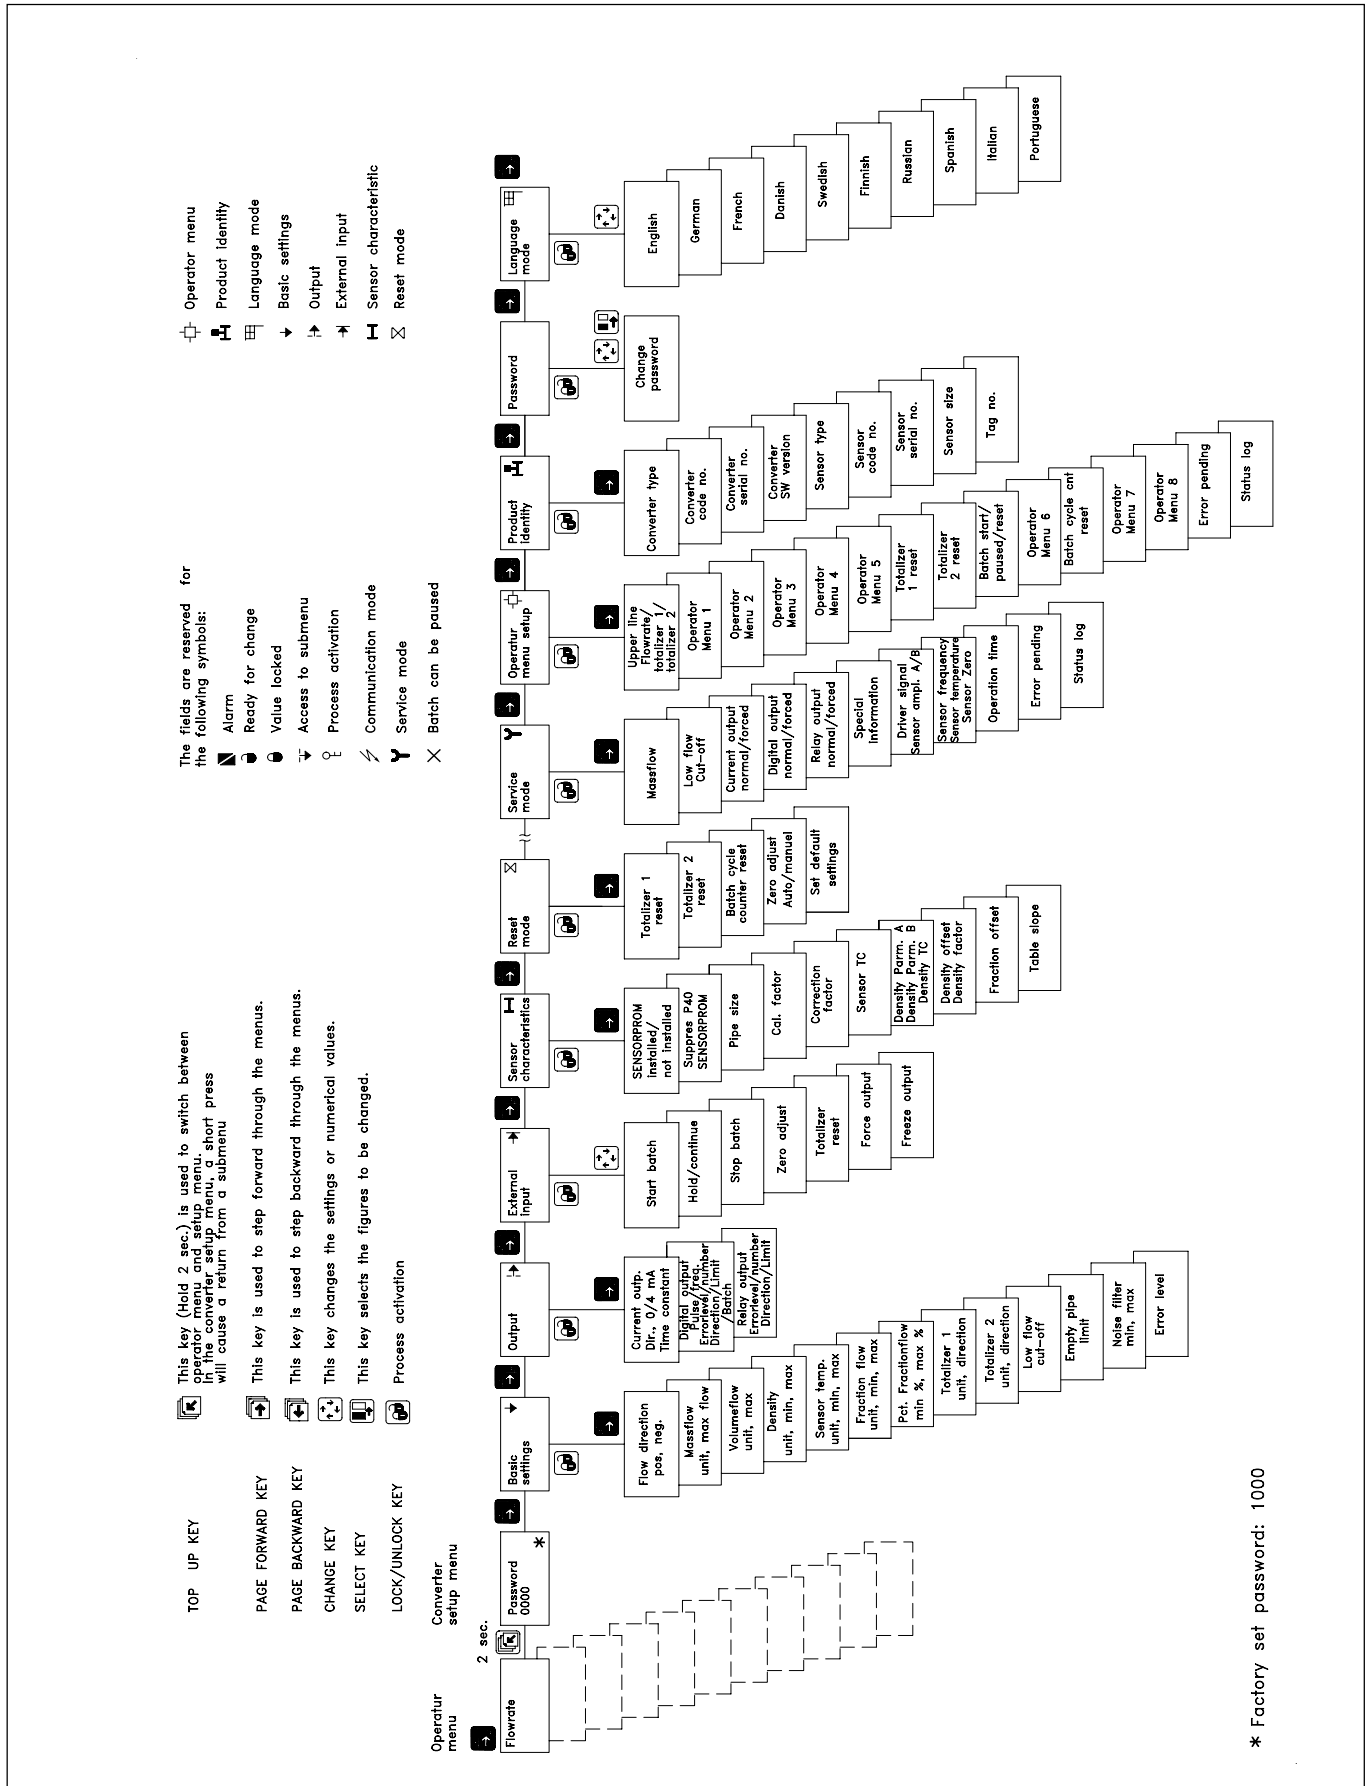 TOP UP KEY
This key (Hold 2 sec.) is used to switch between
operator menu and setup menu.
In the converter setup menu, a short press
will cause a return from a submenu
PAGE FORWARD KEY
This key is used to step forward through the menus.
PAGE BACKWARD KEY
This key is used to step backward through the menus.
CHANGE KEY
This key changes the settings or numerical values.
SELECT KEY
This key selects the figures to be changed.
LOCK/UNLOCK KEY
Process activation
The fields are reserved for
the following symbols:
Alarm
Ready for change
Value locked
Access to submenu
Process activation
Communication mode
Service mode
Batch can be paused
Operator menu
Product identity
Language mode
Basic settings
Output
External input
Sensor characteristic
Reset mode
Operatur
menu
2 sec.
Converter
setup menu
Flowrate
Password
0000
*
Basic
settings
Flow direction
pos, neg.
Massflow
unit, max flow
Volumeflow
unit, max
Density
unit, min, max
Sensor temp.
unit, min, max
Fraction flow
unit, min, max
Pct. Fractionflow
min %, max %
Totalizer 1
unit, direction
Totalizer 2
unit, direction
Low flow
cut-off
Empty pipe
limit
Noise filter
min, max
Error level
Output
Current outp.
Dir., 0/4 mA
Time constant
Digital output
Pulse/freq.
Errorlevel/number
Direction/Limit
/Batch
Relay output
Errorlevel/number
Direction/Limit
External
input
Start batch
Hold/continue
Stop batch
Zero adjust
Totalizer
reset
Force output
Freeze output
Sensor
characteristics
SENSORPROM
installed/
not installed
Suppres P40
SENSORPROM
Pipe size
Cal. factor
Correction
factor
Sensor TC
Density Parm. A
Density Parm. B
Density TC
Density offset
Density factor
Fraction offset
Table slope
Reset
mode
Totalizer 1
reset
Totalizer 2
reset
Batch cycle
counter reset
Zero adjust
Auto/manuel
Set default
settings
Service
mode
Massflow
Low flow
Cut-off
Current output
normal/forced
Digital output
normal/forced
Relay output
normal/forced
Special
Information
Driver signal
Sensor ampl. A/B
Sensor frequency
Sensor temperature
Sensor Zero
Operation time
Error pending
Status log
Operatur
menu setup
Upper line
Flowrate/
totalizer 1/
totalizer 2
Operator
Menu 1
Operator
Menu 2
Operator
Menu 3
Operator
Menu 4
Operator
Menu 5
Totalizer
1 reset
Totalizer
2 reset
Batch start/
paused/reset
Operator
Menu 6
Batch cycle cnt
reset
Operator
Menu 7
Operator
Menu 8
Error pending
Status log
Product
identity
Converter type
Converter
code no.
Converter
serial no.
Converter
SW version
Sensor type
Sensor
code no.
Sensor
serial no.
Sensor size
Tag no.
Password
Change
password
Language
mode
English
German
French
Danish
Swedish
Finnish
Russian
Spanish
Italian
Portuguese
* Factory set password: 1000